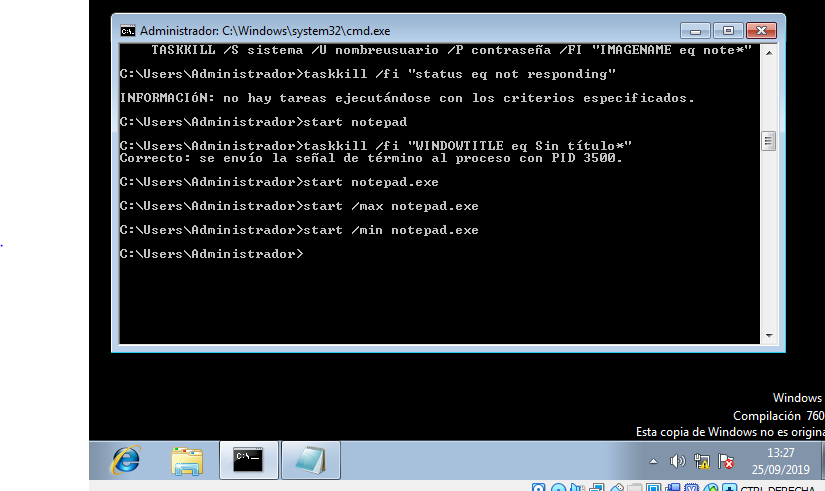 Administrador: C:\Windows\system32\cmd.exe
TASKKILL /S sistema /U nombreusuario /P contraseña /FI "IMAGENAME eq note*"
C:\Users\Administrador>taskkill /fi "status eq not responding"
INFORMACIóN: no hay tareas ejecutándose con los criterios especificados.
C:\Users\Administrador>start notepad
C:\Users\Administrador>taskkill /fi "WINDOWTITLE eq Sin título*"
Correcto: se envío la señal de término al proceso con PID 3500.
C:\Users\Administrador>start notepad.exe
C:\Users\Administrador>start /max notepad.exe
C:\Users\Administrador>start /min notepad.exe
C:\Users\Administrador>
Windows
Compilación 760
Esta copia de Windows no es origina
13:27
25/09/2019
CTRL DERECHA